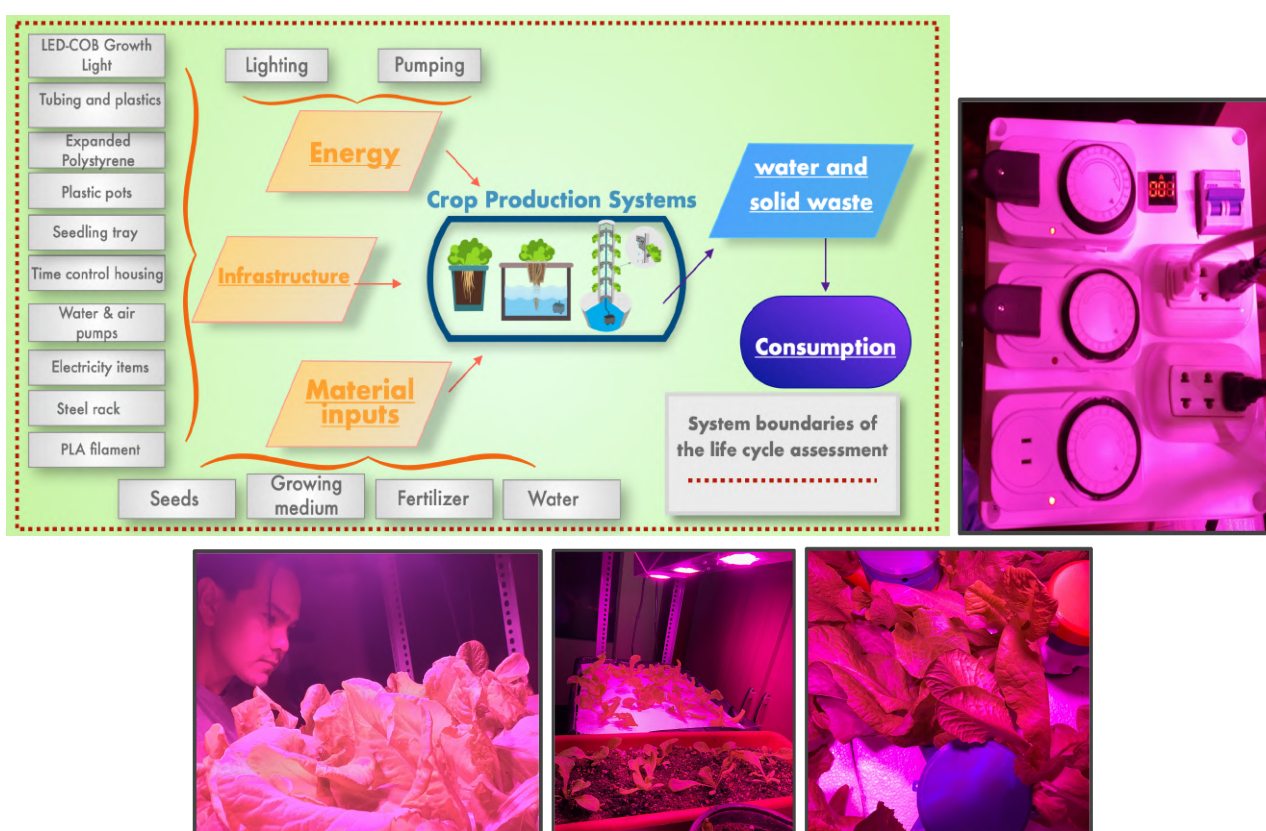 LED-COB Growth
Light
Tubing and plastics
Expanded
Polystyrene
Plastic pots
Seedling tray
Time control housing
Water & air
pumps
Electricity items
Steel rack
PLA filament
Lighting
Pumping
Energy
Infrastructure
Material
inputs
Seeds
Growing
medium
Fertilizer
Water
Crop Production Systems
water and
solid waste
Consumption
System boundaries of
the life cycle assessment
001